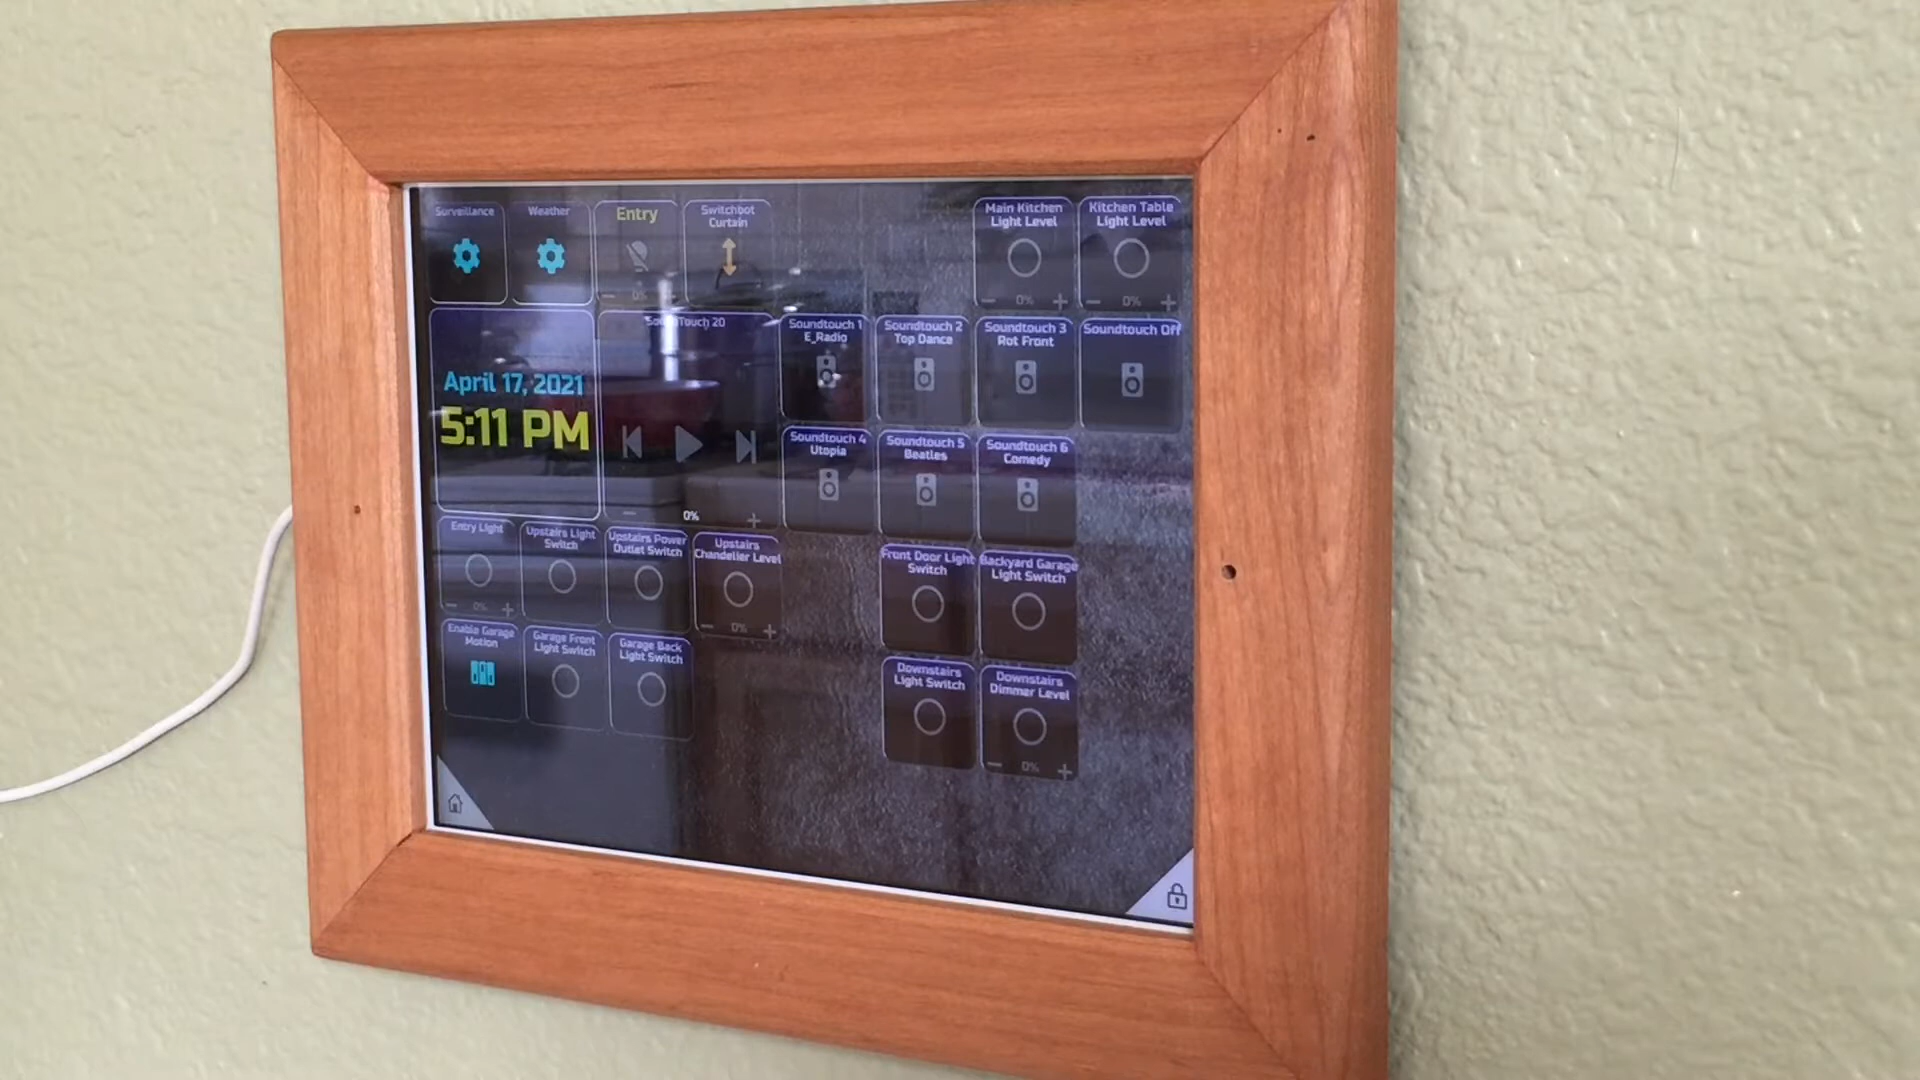 Surveillance
Weather
Entry
0%
Switchbot
Curtain
Main Kitchen
Light Level
0%
Kitchen Table
Light Level
0%
April 17, 2021
5:11 PM
SoundTouch 20
0%
Soundtouch 1
E_Radio
Soundtouch 2
Top Dance
Soundtouch 3
Rot Front
Soundtouch Off
Soundtouch 4
Utopia
Soundtouch 5
Beatles
Soundtouch 6
Comedy
Entry Light
0%
Upstairs Light
Switch
Upstairs Power
Outlet Switch
Upstairs
Chandelier Level
0%
Front Door Light
Switch
Backyard Garage
Light Switch
Enable Garage
Motion
Garage Front
Light Switch
Garage Back
Light Switch
Downstairs
Light Switch
Downstairs
Dimmer Level
0%